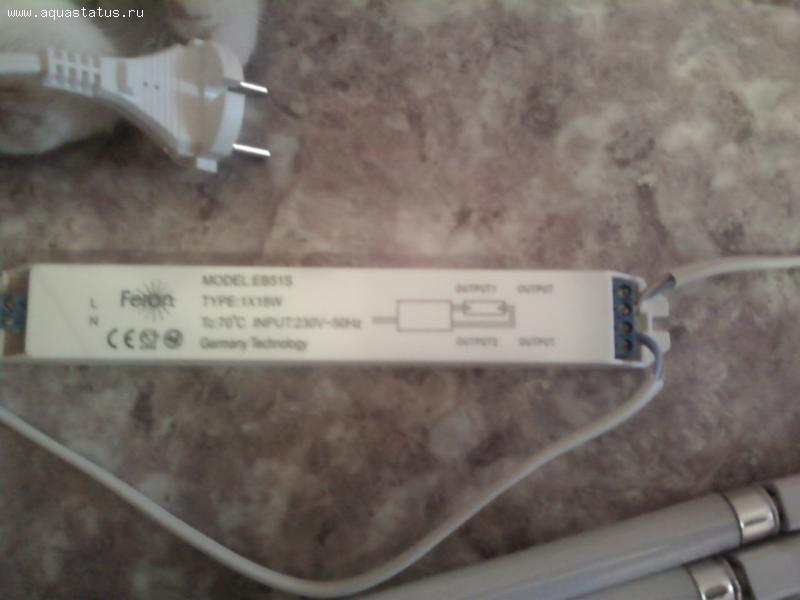 www.aquastatus.ru
L
N
Feron
CE
MODEL:EB51S
TYPE:1X18W
Tc:70°C INPUT:230V~50Hz
Germany Technology
OUTPUT1 OUTPUT
OUTPUT2 OUTPUT